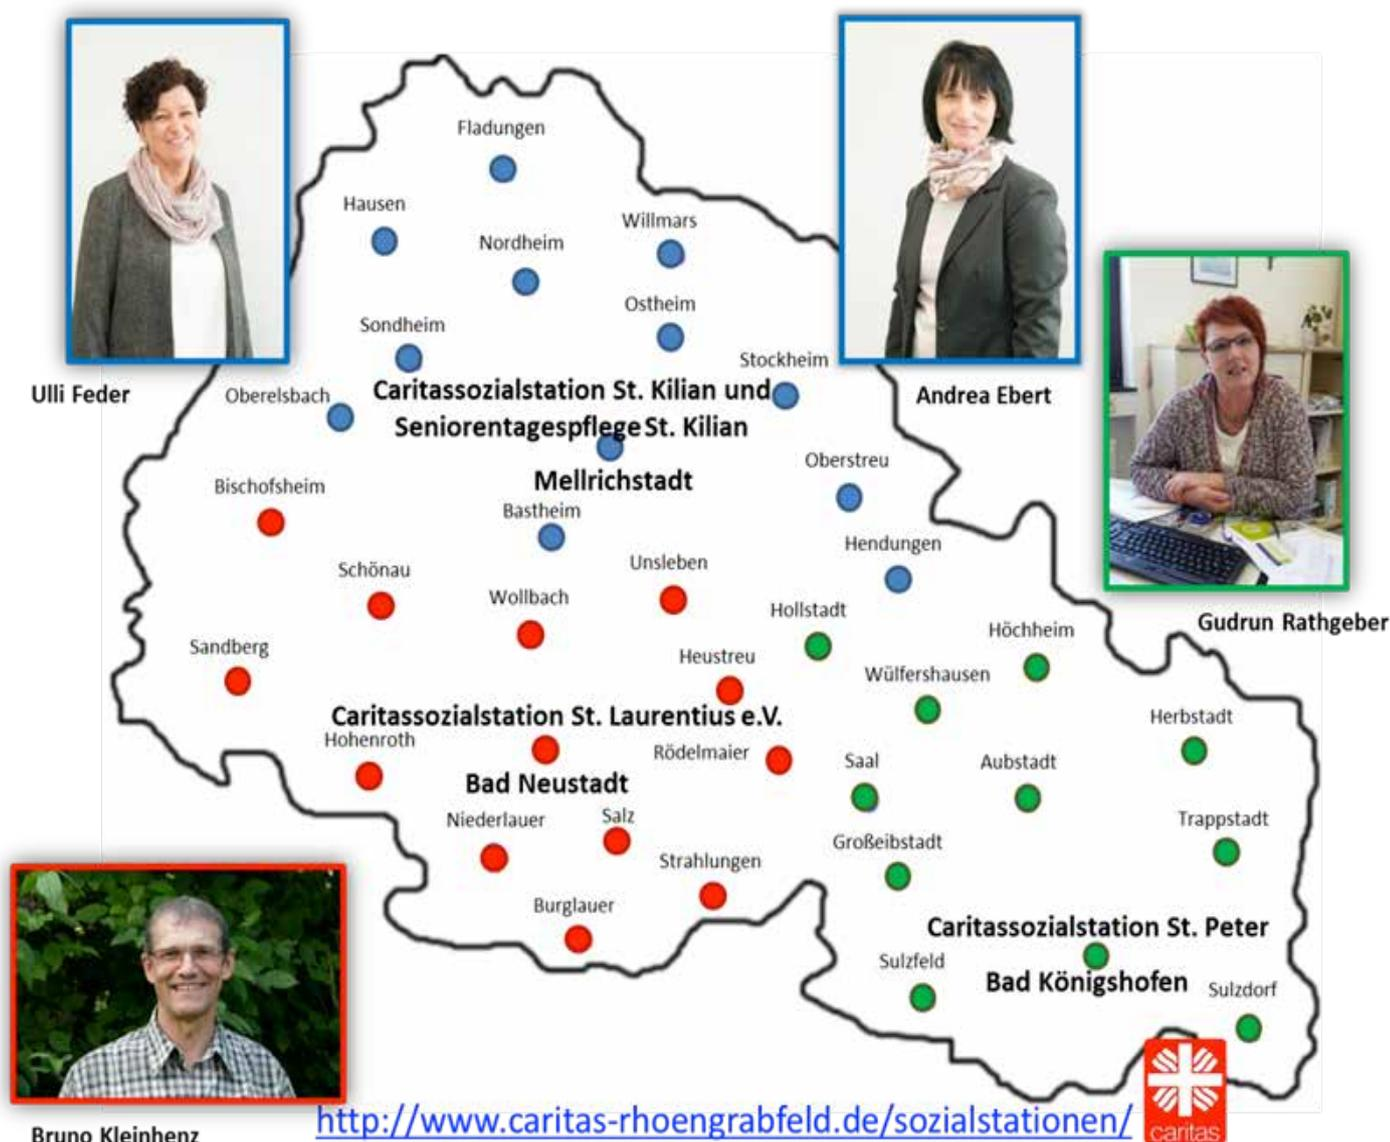 Fladungen
Hausen
Willmars
Nordheim
Ostheim
Sondheim
Stockheim
Ulli Feder
Oberelsbach
Caritassozialstation St. Kilian und
Seniorentagespflege St. Kilian
Andrea Ebert
Oberstreu
Mellrichstadt
Bischofsheim
Bastheim
Hendungen
Unsleben
Schönau
Wollbach
Hollstadt
Gudrun Rathgeber
Höchheim
Sandberg
Heustreu
Wülfershausen
Caritassozialstation St. Laurentius e.V.
Herbstadt
Hohenroth
Rödelmaier
Saal
Aubstadt
Bad Neustadt
Niederlauer
Salz
Trappstadt
Großeibstadt
Strahlungen
Burglauer
Caritassozialstation St. Peter
Sulzfeld
Bad Königshofen
Sulzdorf
http://www.caritas-rhoengrabfeld.de/sozialstationen/
caritas
Bruno Kleinhenz